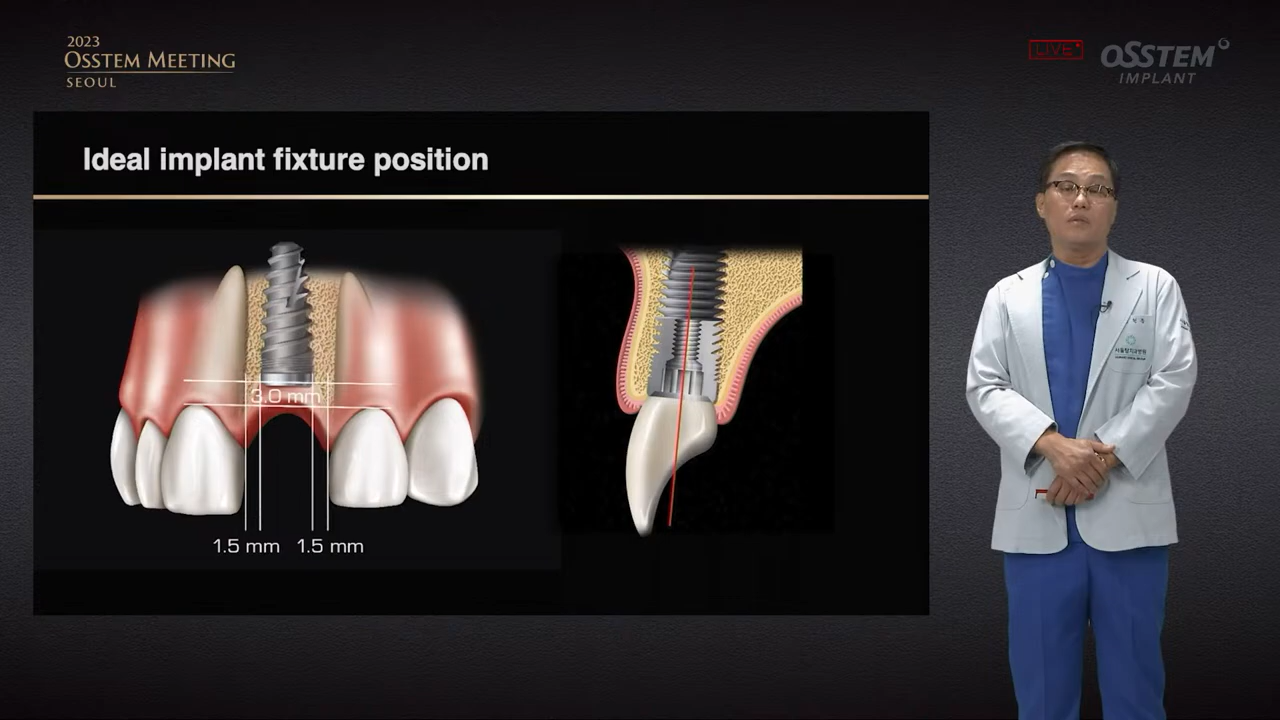 2023
OSSTEM MEETING
SEOUL
LIVE
OSSTEM
IMPLANT
Ideal implant fixture position
3.0 mm
1.5 mm 1.5 mm